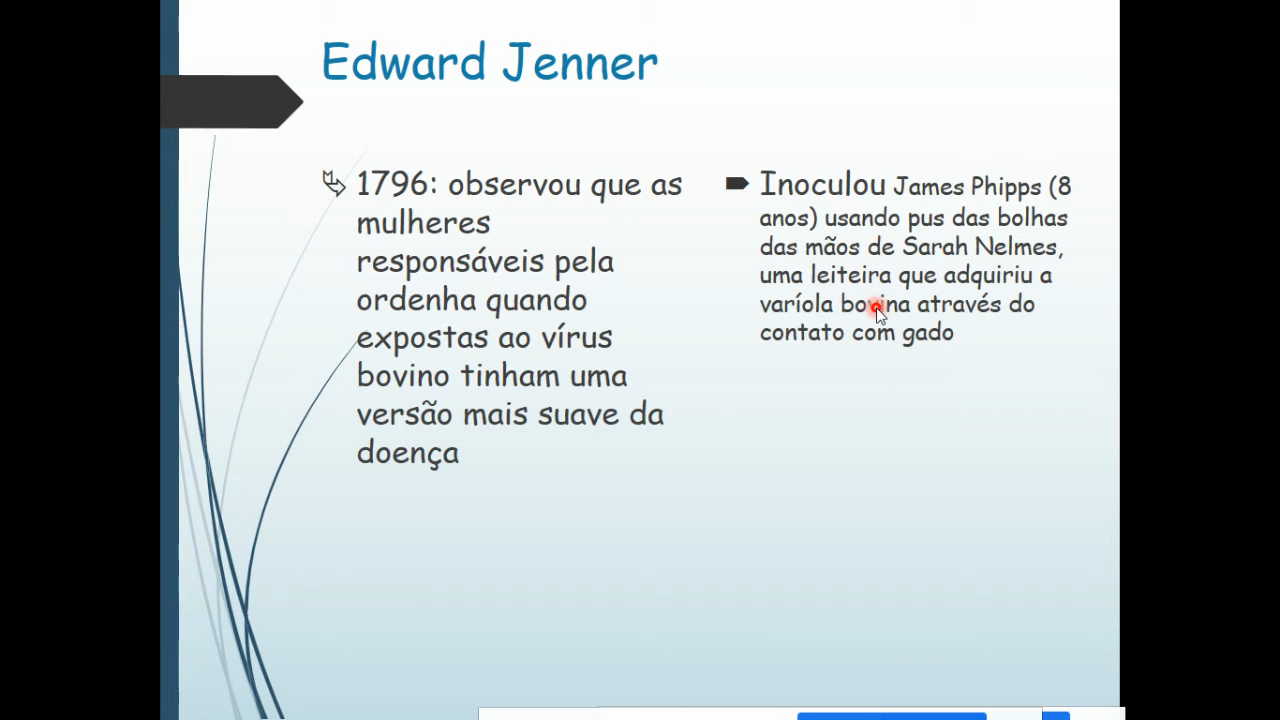 Edward Jenner
1796: observou que as
mulheres
responsáveis pela
ordenha quando
expostas ao vírus
bovino tinham uma
versão mais suave da
doença
Inoculou James Phipps (8
anos) usando pus das bolhas
das mãos de Sarah Nelmes,
uma leiteira que adquiriu a
varíola bovina através do
contato com gado